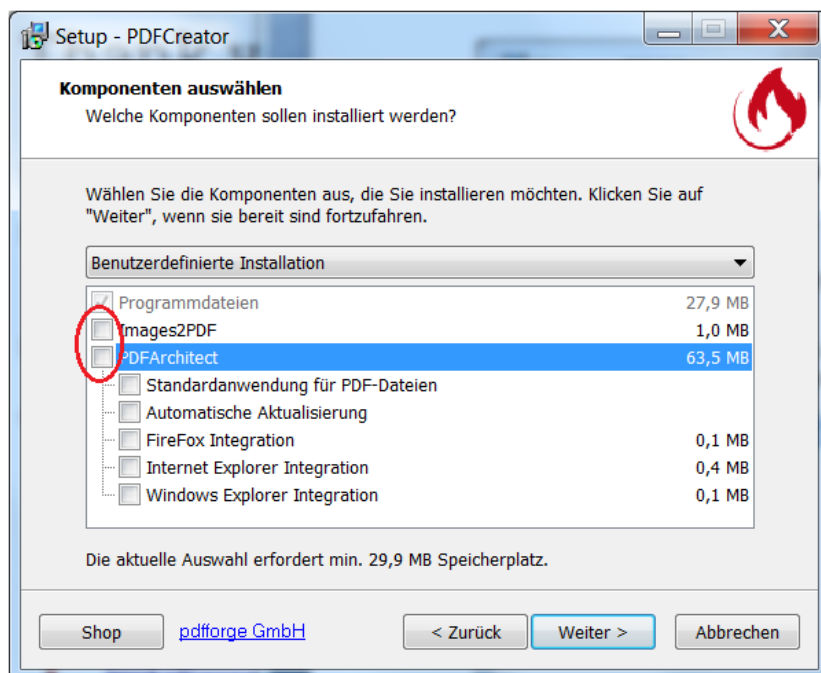 Setup - PDFCreator
Komponenten auswählen
Welche Komponenten sollen installiert werden?
Wählen Sie die Komponenten aus, die Sie installieren möchten. Klicken Sie auf
"Weiter", wenn sie bereit sind fortzufahren.
Benutzerdefinierte Installation
Programmdateien 27,9 MB
Images2PDF 1,0 MB
PDFArchitect 63,5 MB
Standardanwendung für PDF-Dateien
Automatische Aktualisierung
FireFox Integration 0,1 MB
Internet Explorer Integration 0,4 MB
Windows Explorer Integration 0,1 MB
Die aktuelle Auswahl erfordert min. 29,9 MB Speicherplatz.
Shop pdfforge GmbH < Zurück Weiter > Abbrechen